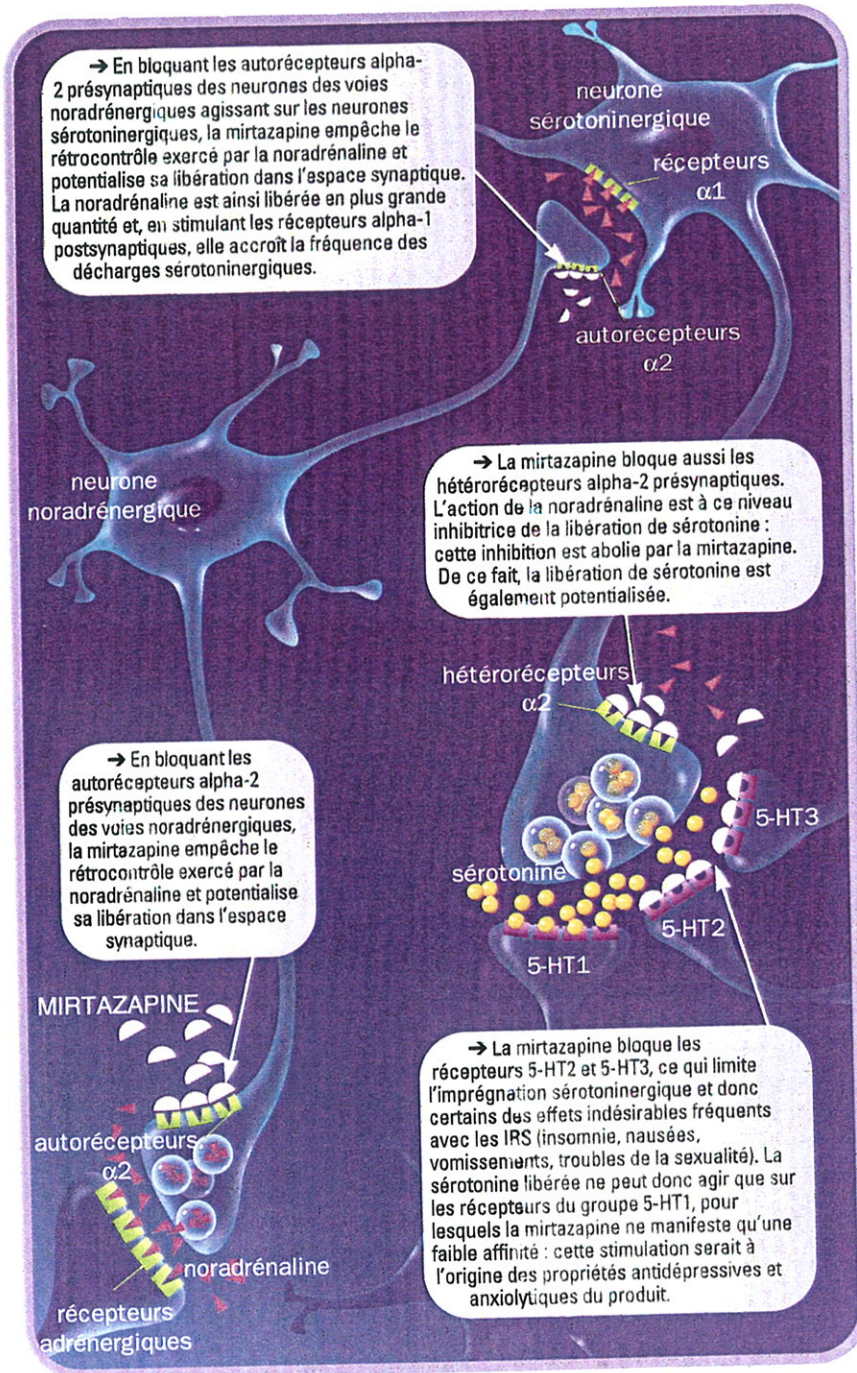 → En bloquant les autorécepteurs alpha-
2 présynaptiques des neurones des voies
noradrénergiques agissant sur les neurones
sérotoninergiques, la mirtazapine empêche le
rétrocontrôle exercé par la noradrénaline et
potentialise sa libération dans l'espace synaptique.
La noradrénaline est ainsi libérée en plus grande
quantité et, en stimulant les récepteurs alpha-1
postsynaptiques, elle accroît la fréquence des
décharges sérotoninergiques.
neurone
sérotoninergique
récepteurs
α1
autorécepteurs
α2
neurone
noradrénergique
→ La mirtazapine bloque aussi les
hétérorécepteurs alpha-2 présynaptiques.
L'action de la noradrénaline est à ce niveau
inhibitrice de la libération de sérotonine :
cette inhibition est abolie par la mirtazapine.
De ce fait, la libération de sérotonine est
également potentialisée.
hétérorécepteurs
α2
5-HT3
sérotonine
5-HT2
5-HT1
→ En bloquant les
autorécepteurs alpha-2
présynaptiques des neurones
des voies noradrénergiques,
la mirtazapine empêche le
rétrocontrôle exercé par la
noradrénaline et potentialise
sa libération dans l'espace
synaptique.
MIRTAZAPINE
autorécepteurs
α2
noradrénaline
récepteurs
adrénergiques
→ La mirtazapine bloque les
récepteurs 5-HT2 et 5-HT3, ce qui limite
l'imprégnation sérotoninergique et donc
certains des effets indésirables fréquents
avec les IRS (insomnie, nausées,
vomissements, troubles de la sexualité). La
sérotonine libérée ne peut donc agir que sur
les récepteurs du groupe 5-HT1, pour
lesquels la mirtazapine ne manifeste qu'une
faible affinité : cette stimulation serait à
l'origine des propriétés antidépressives et
anxiolytiques du produit.